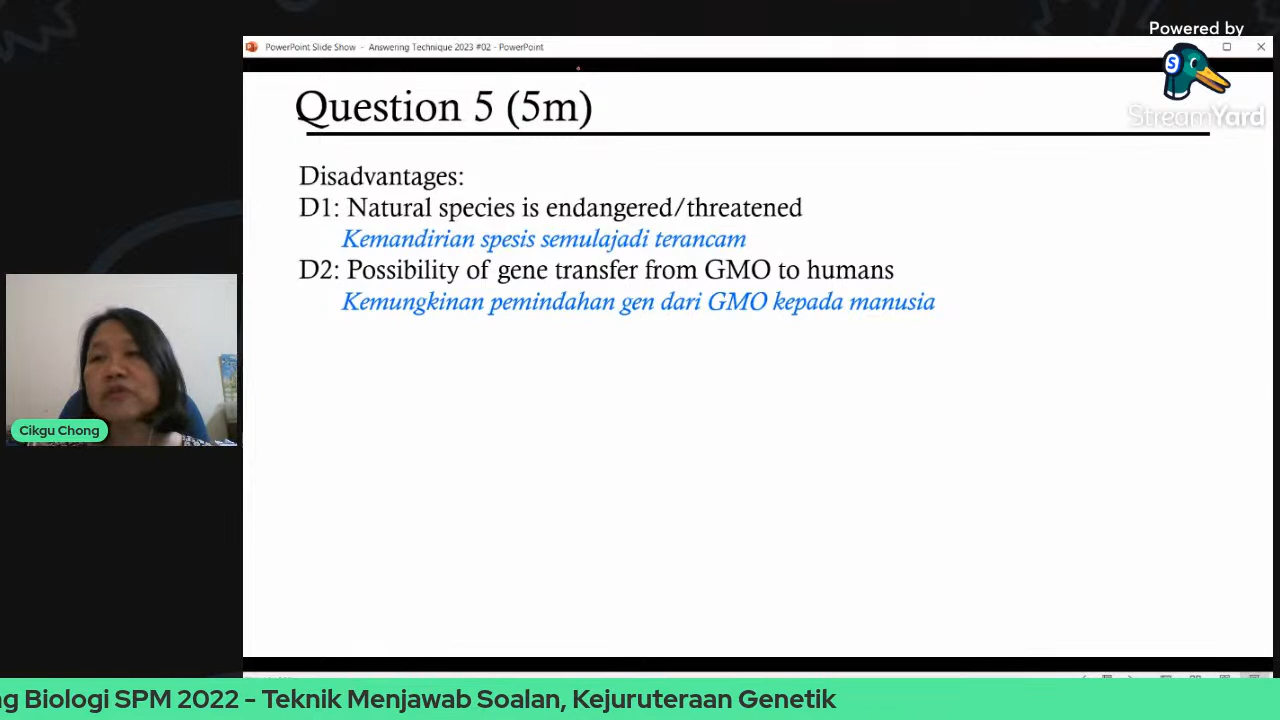 Powered by
StreamYard
PowerPoint Slide Show - Answering Technique 2023 #02 - PowerPoint
Question 5 (5m)
Disadvantages:
D1: Natural species is endangered/threatened
Kemandirian spesis semulajadi terancam
D2: Possibility of gene transfer from GMO to humans
Kemungkinan pemindahan gen dari GMO kepada manusia
Cikgu Chong
ng Biologi SPM 2022 - Teknik Menjawab Soalan, Kejuruteraan Genetik